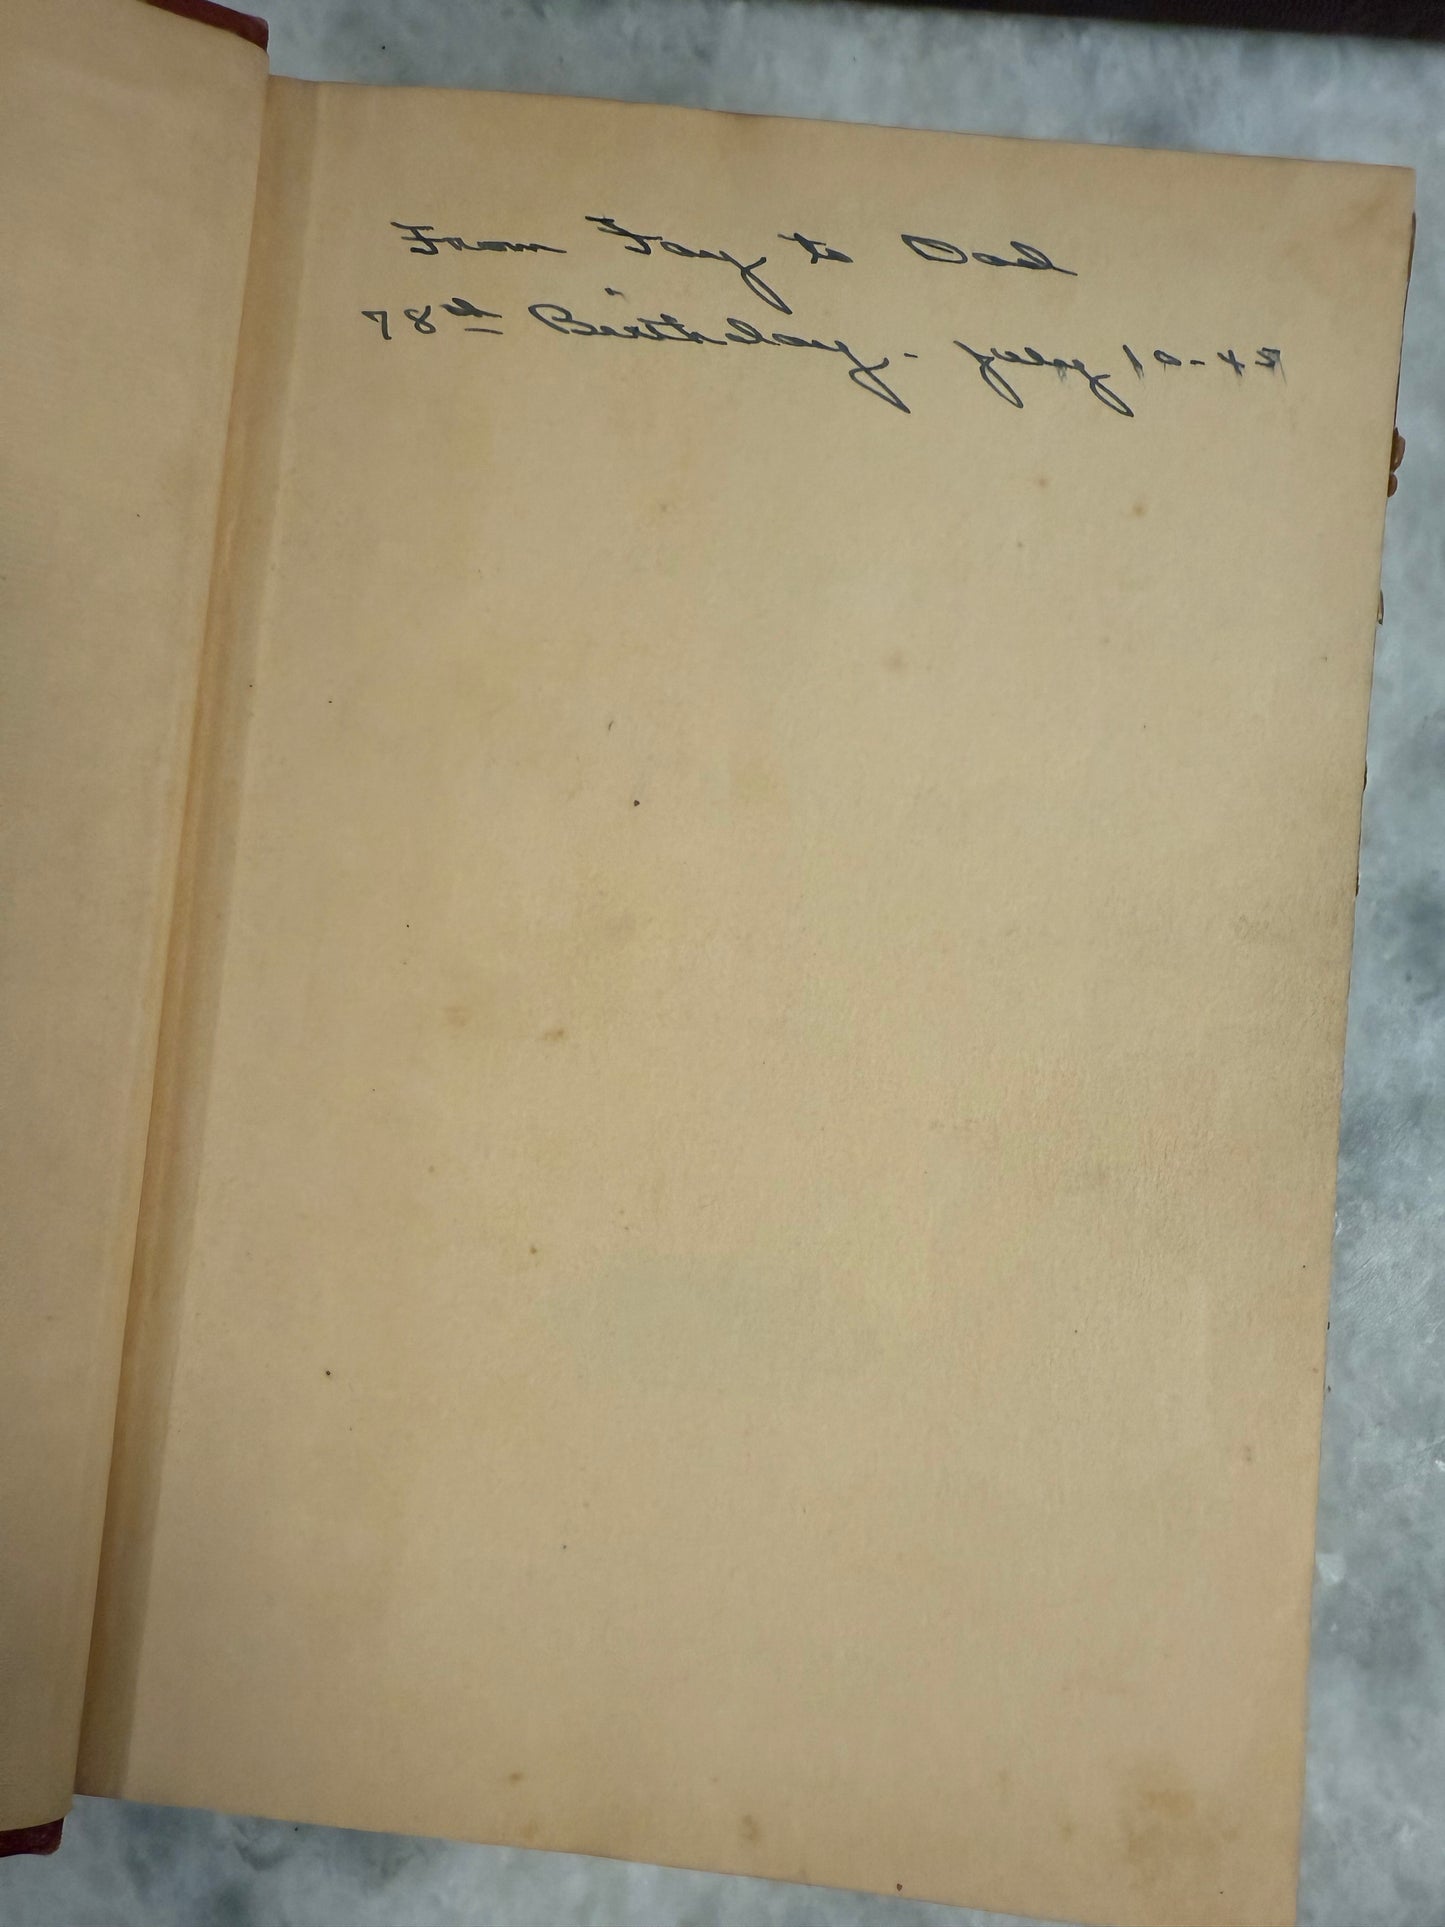 From Fay to Dad
78th Birthday - July 10-45